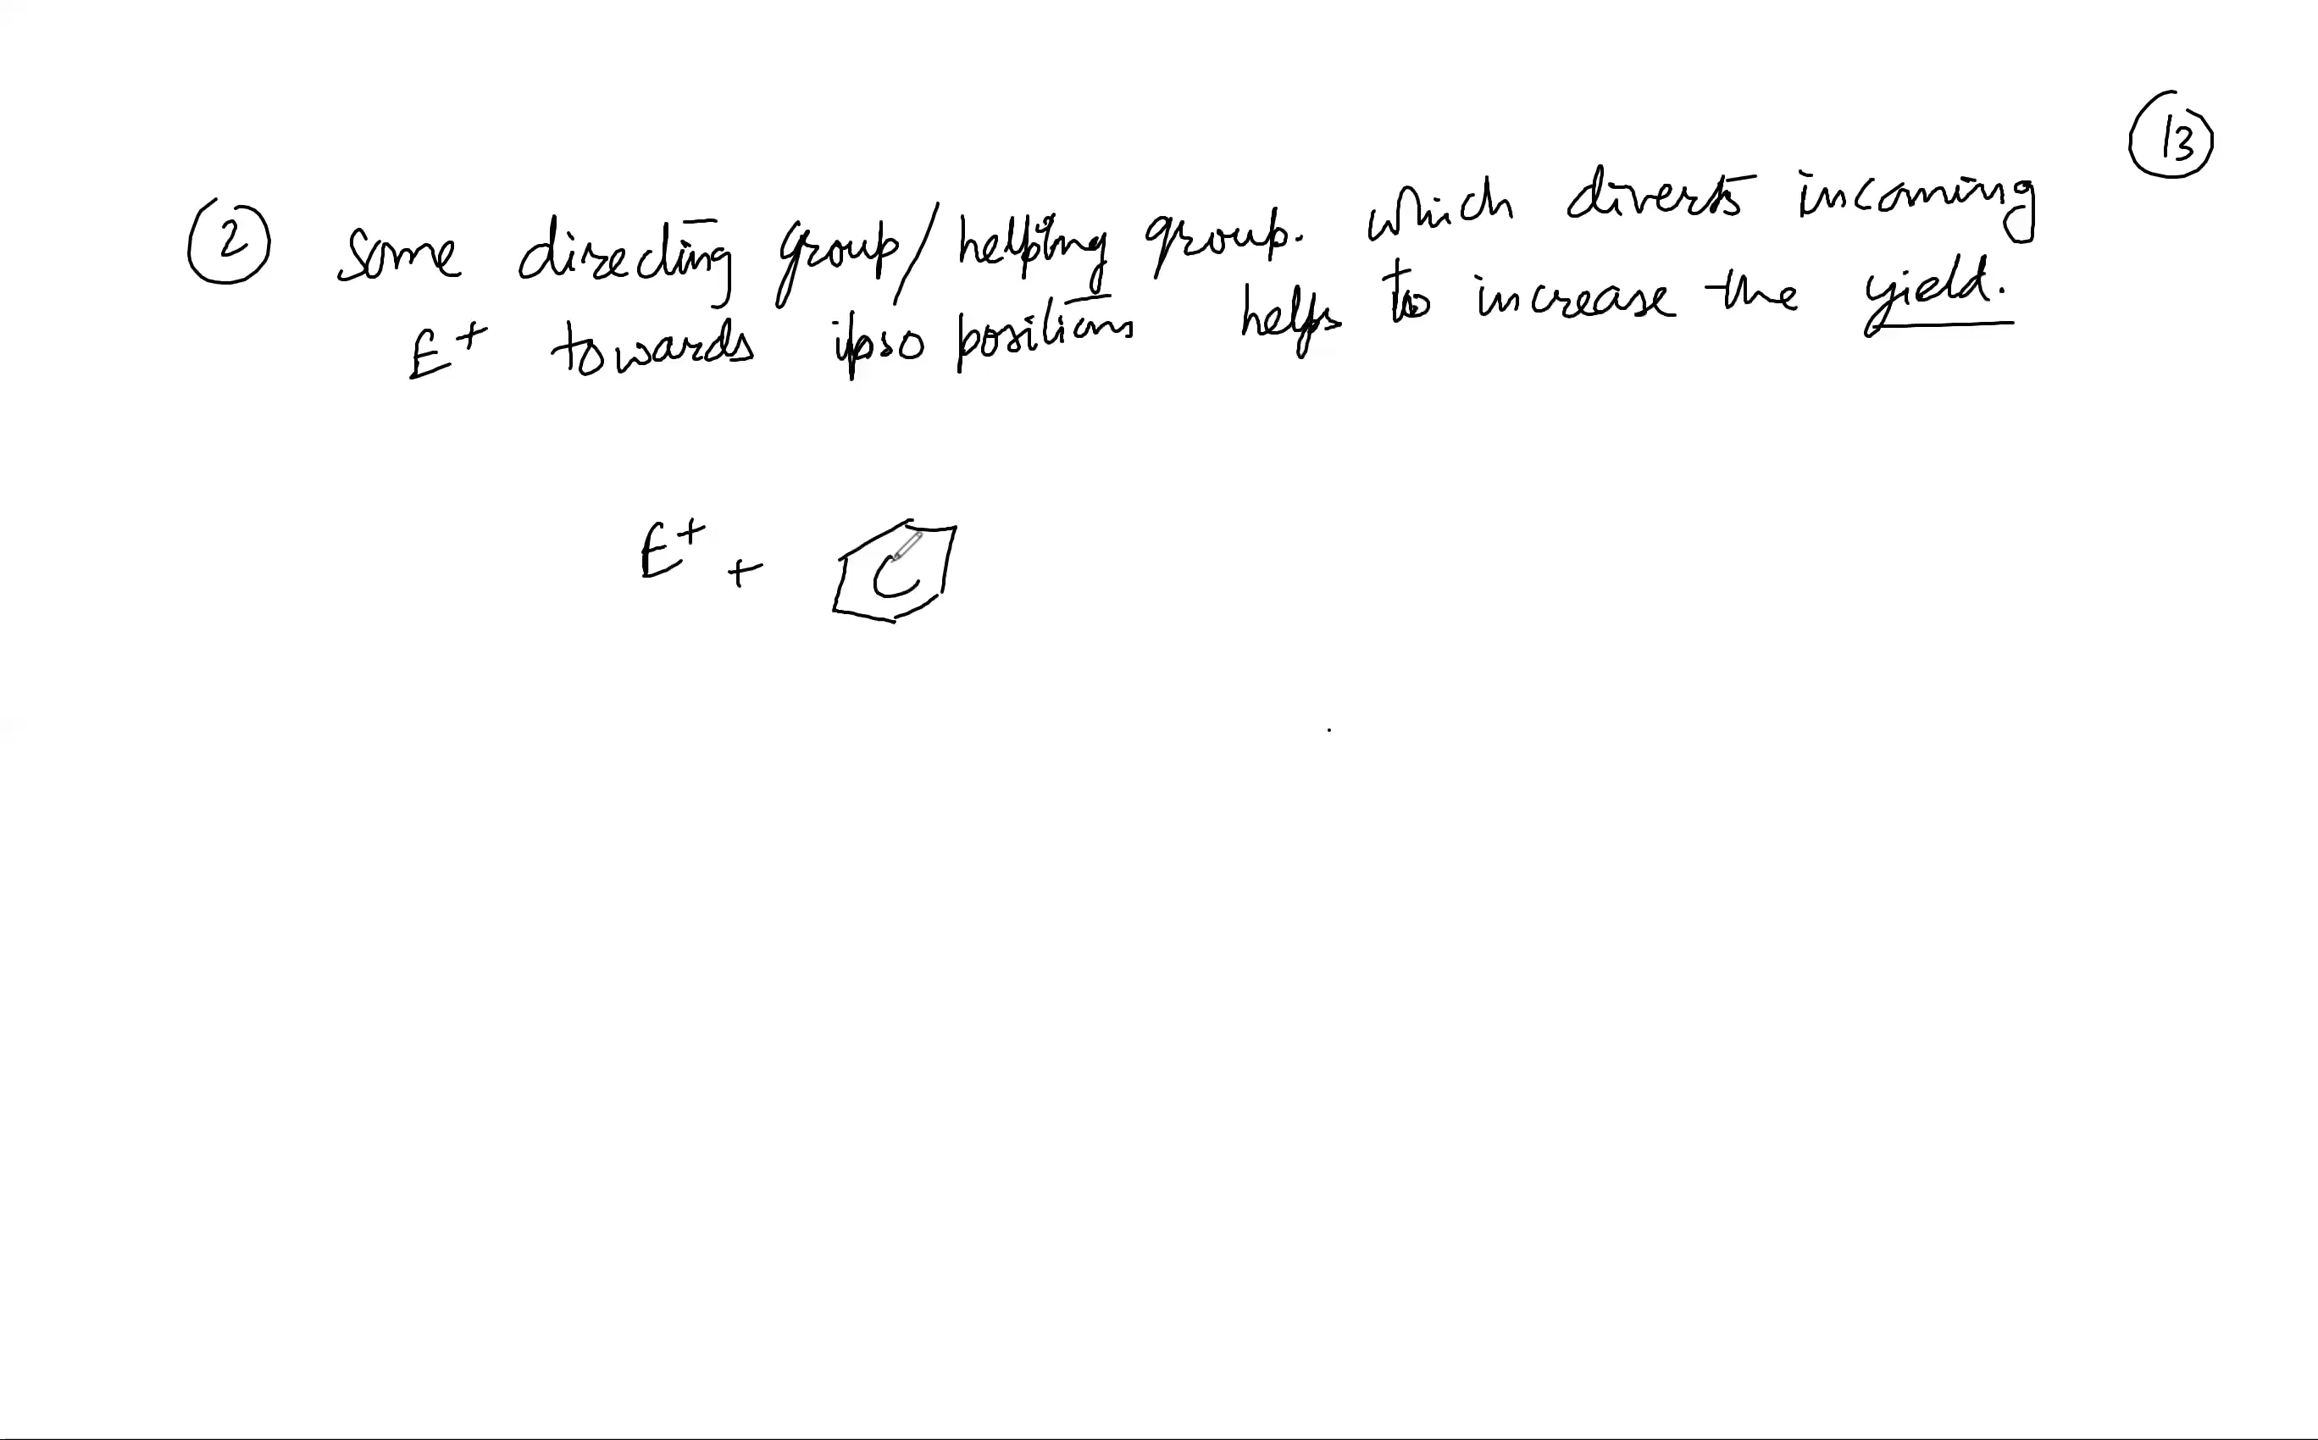 13
2 some directing group/helping group. which diverts incoming
E+ towards ipso positions helps to increase the yield.
E+ +